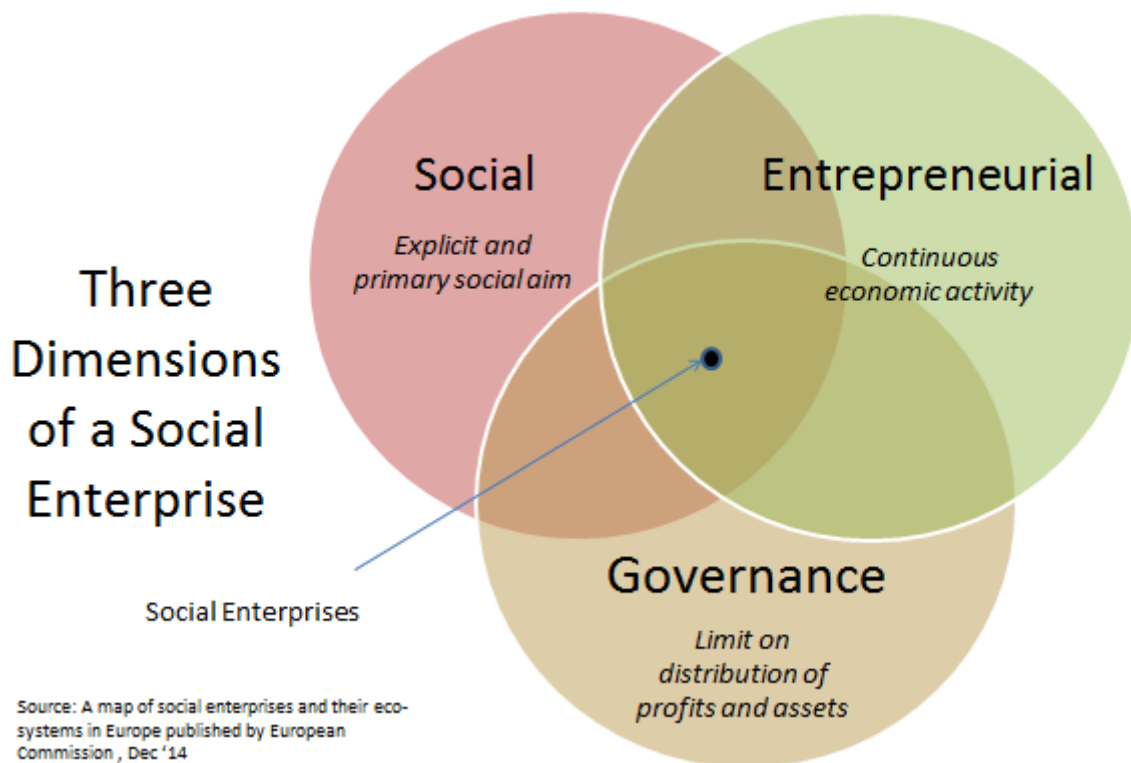 Three
Dimensions
of a Social
Enterprise
Social
Explicit and
primary social aim
Entrepreneurial
Continuous
economic activity
Governance
Limit on
distribution of
profits and assets
Social Enterprises
Source: A map of social enterprises and their eco-
systems in Europe published by European
Commission , Dec ‘14